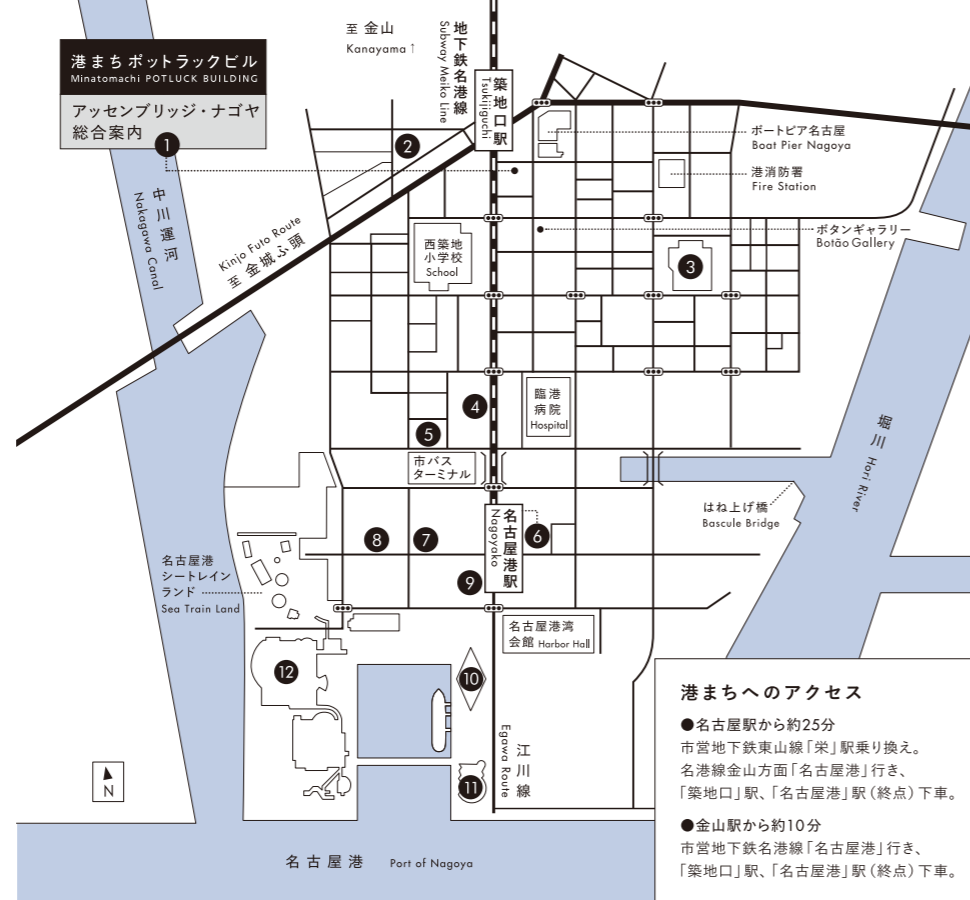 至 金山
Kanayama↑
地下鉄名港線
Subway Meiko Line
築地口駅
Tsukijiguchi
港まちポットラックビル
Minatomachi POTLUCK BUILDING
アッセンブリッジ・ナゴヤ
総合案内
1
2
ボートピア名古屋
Boat Pier Nagoya
港消防署
Fire Station
中川運河
Nakagawa Canal
Kinjo Futo Route
至 金城ふ頭
西築地
小学校
School
ボタンギャラリー
Botão Gallery
3
4
5
臨港
病院
Hospital
市バス
ターミナル
堀川 Hori River
はね上げ橋
Bascule Bridge
名古屋港駅
Nagoyako
6
7
8
9
名古屋港
シートレイン
ランド
Sea Train Land
名古屋港湾
会館 Harbor Hall
10
11
12
江川線
Egawa Route
N
名古屋港 Port of Nagoya
港まちへのアクセス
●名古屋駅から約25分
市営地下鉄東山線「栄」駅乗り換え。
名港線金山方面「名古屋港」行き、
「築地口」駅、「名古屋港」駅(終点)下車。
●金山駅から約10分
市営地下鉄名港線「名古屋港」行き、
「築地口」駅、「名古屋港」駅(終点)下車。